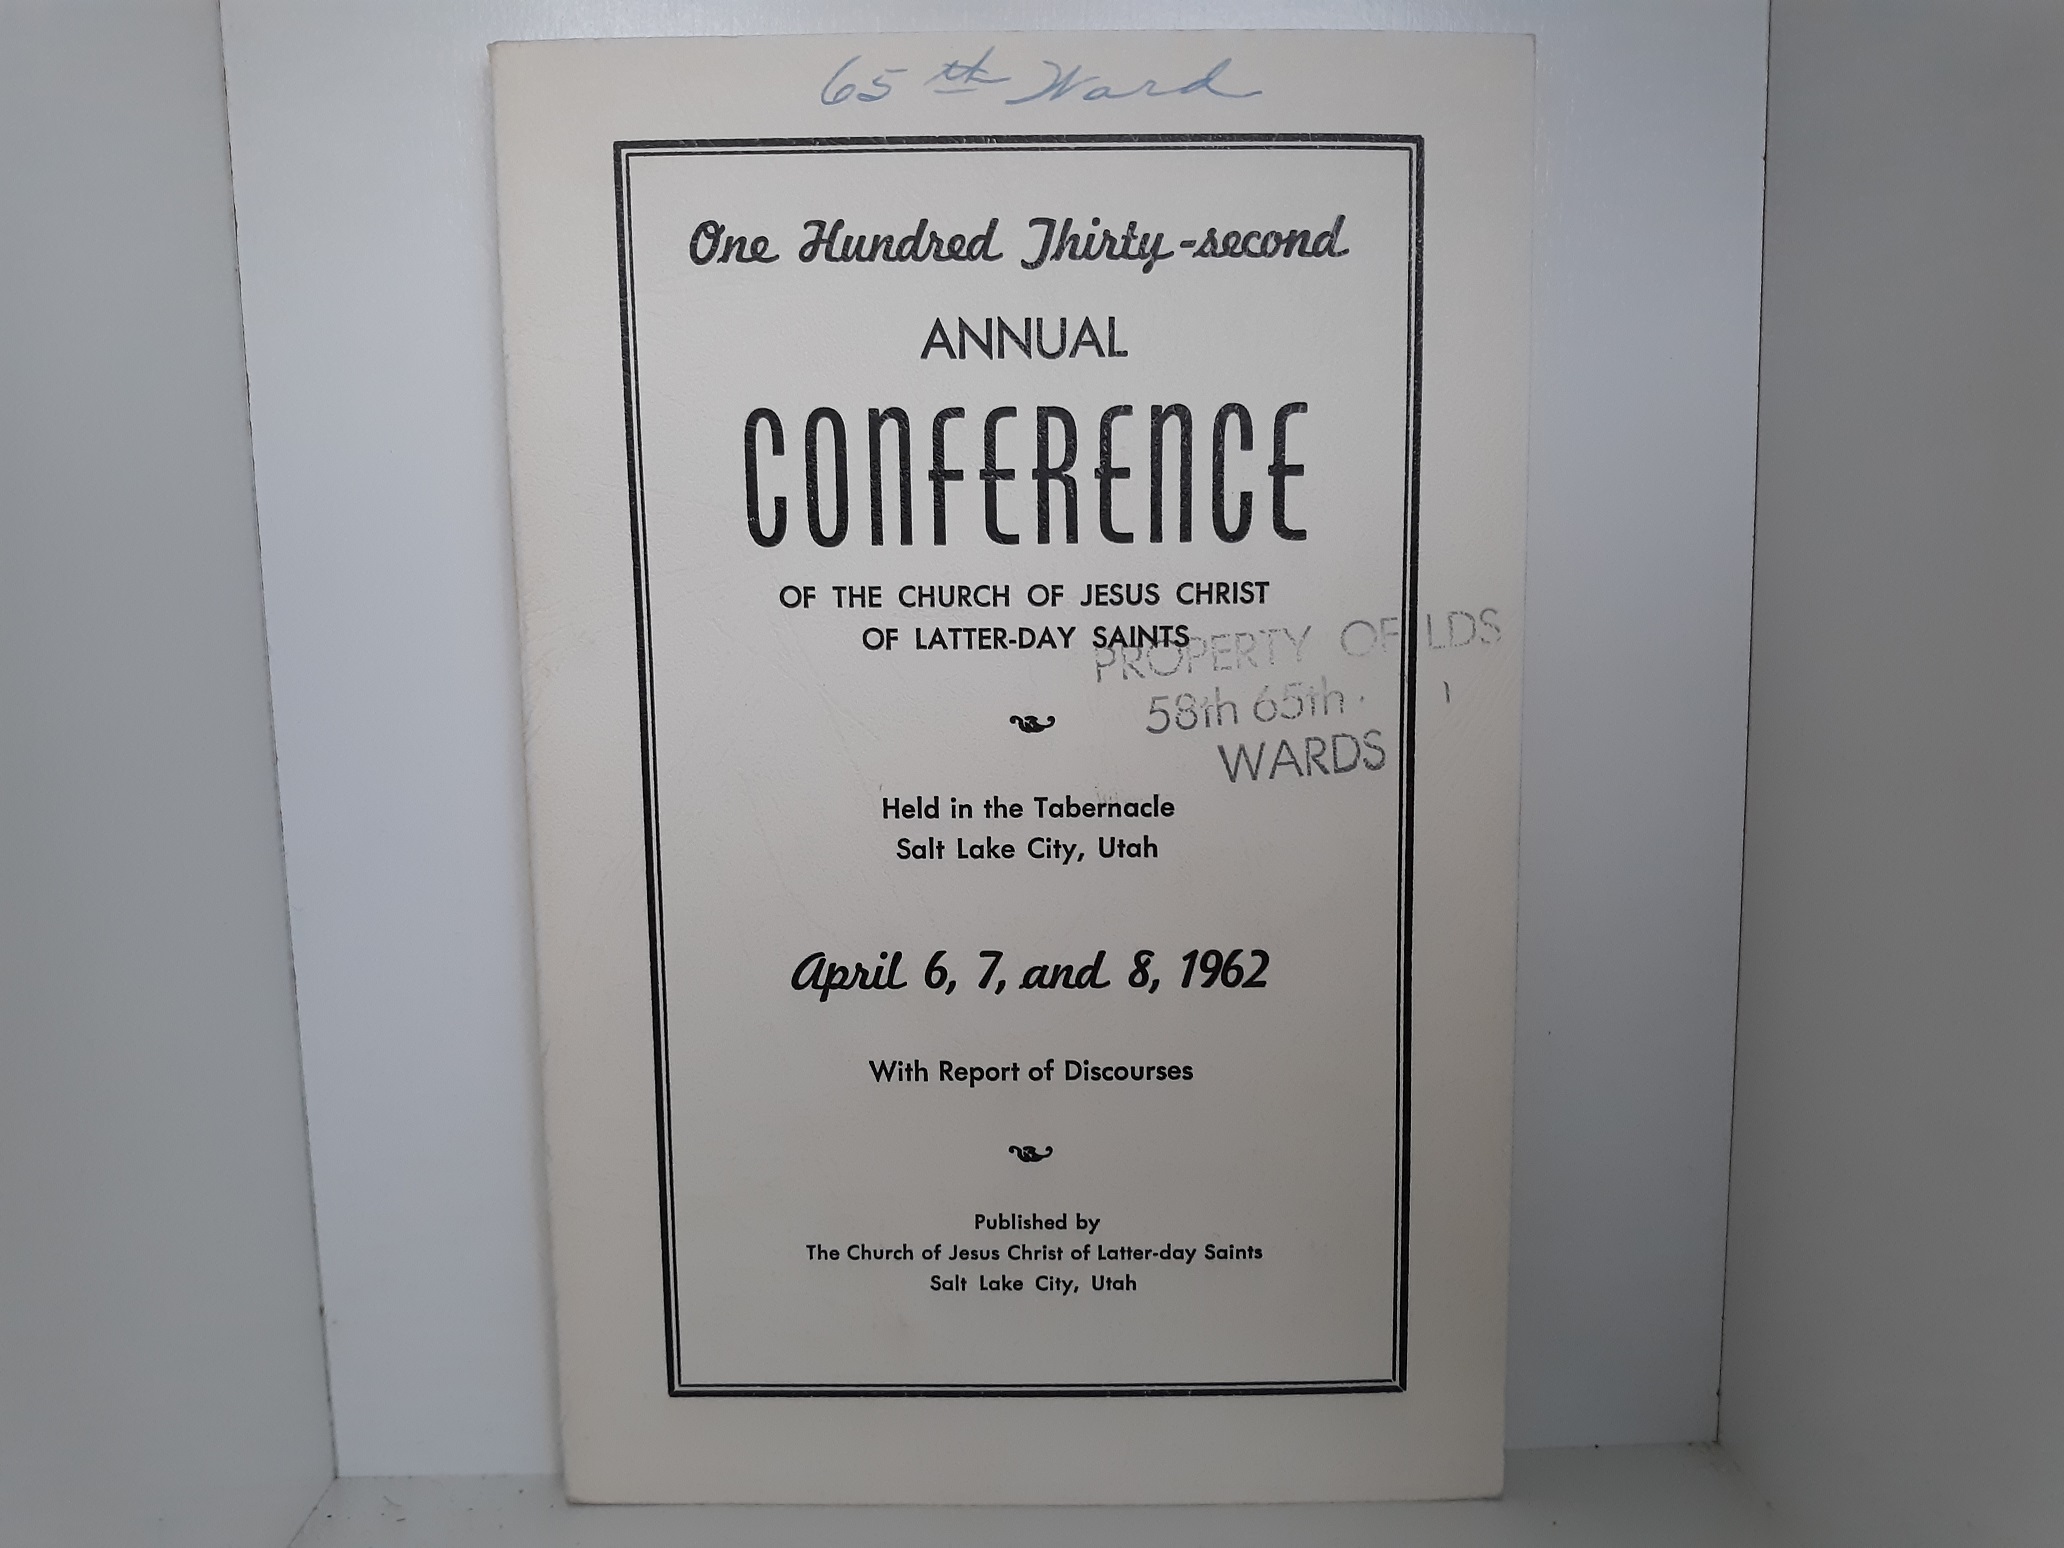 65th Ward
One Hundred Thirty-second
ANNUAL
CONFERENCE
OF THE CHURCH OF JESUS CHRIST
OF LATTER-DAY SAINTS
PROPERTY OF LDS
58th 65th
WARDS
Held in the Tabernacle
Salt Lake City, Utah
April 6, 7, and 8, 1962
With Report of Discourses
Published by
The Church of Jesus Christ of Latter-day Saints
Salt Lake City, Utah